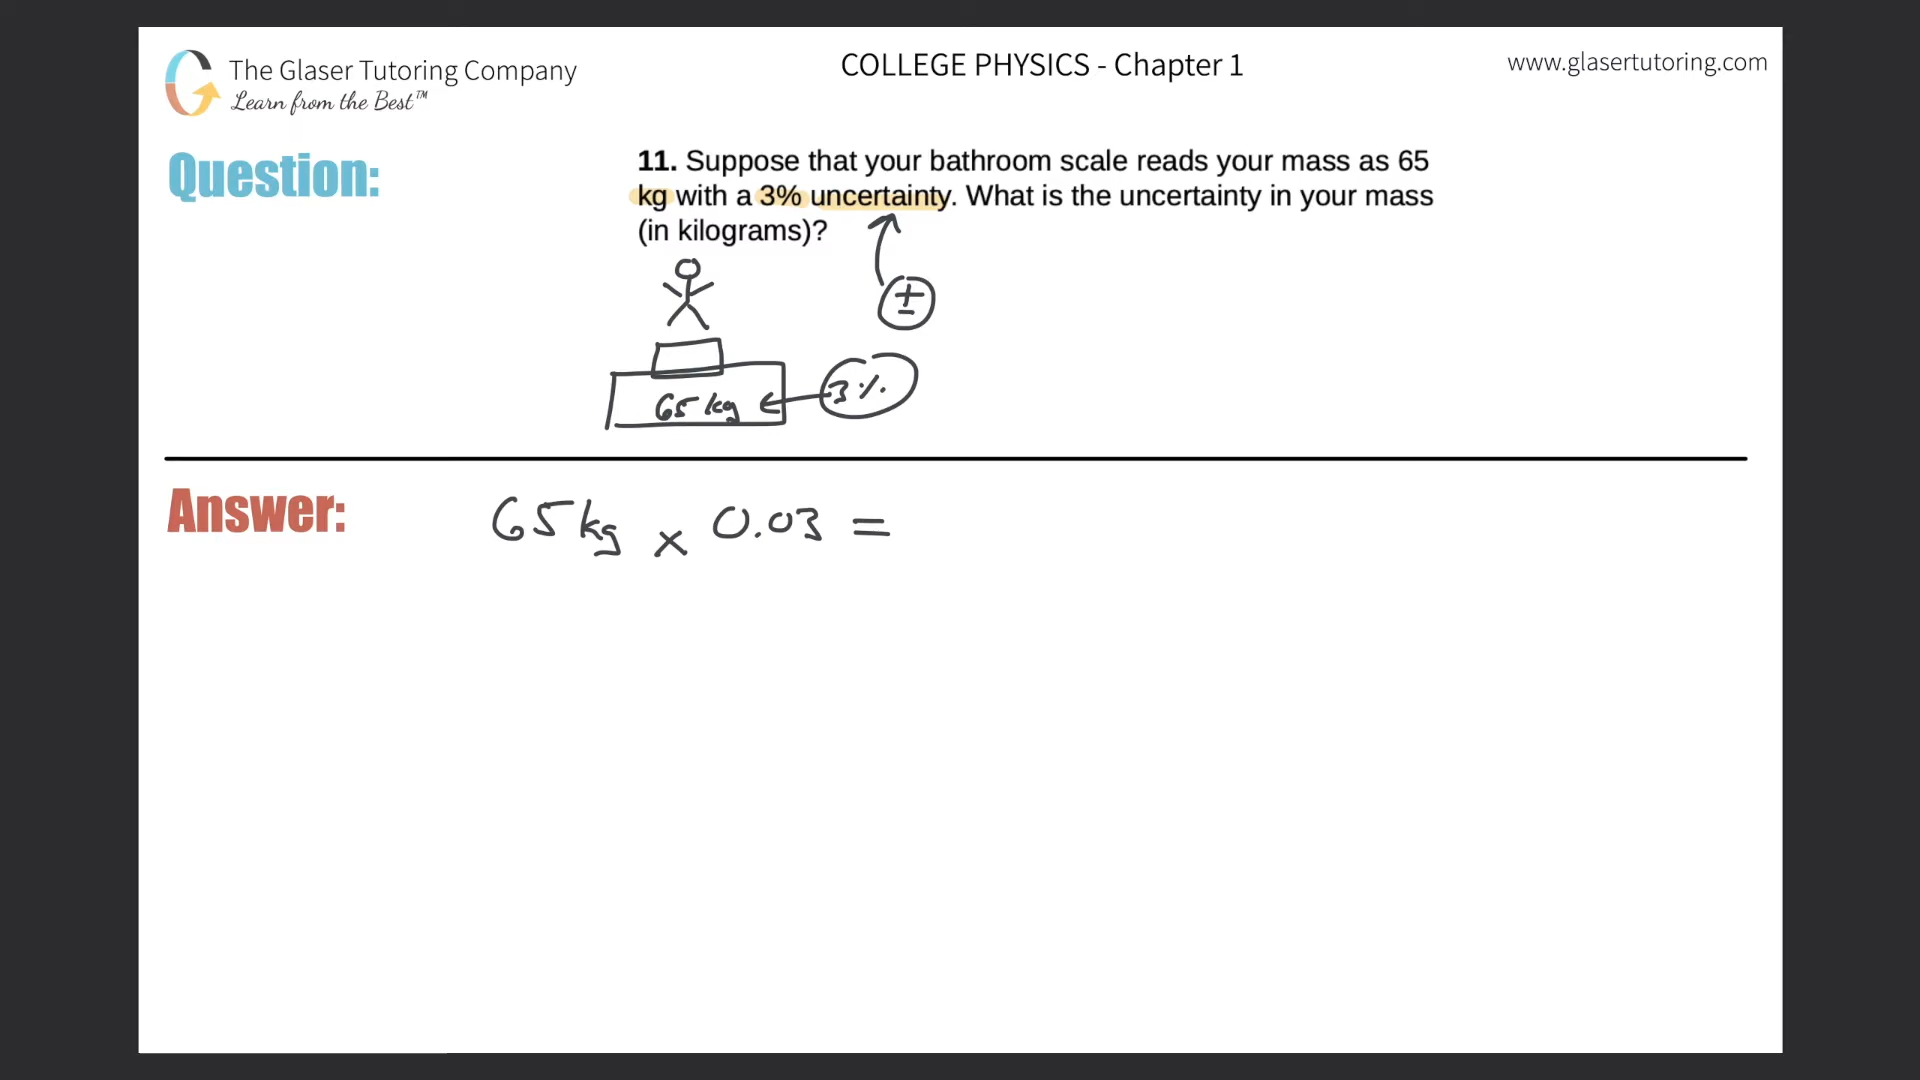 The Glaser Tutoring Company
Learn from the Best™
COLLEGE PHYSICS - Chapter 1
www.glasertutoring.com
Question:
11. Suppose that your bathroom scale reads your mass as 65
kg with a 3% uncertainty. What is the uncertainty in your mass
(in kilograms)?
±
65 kg
3%
Answer:
65kg × 0.03 =